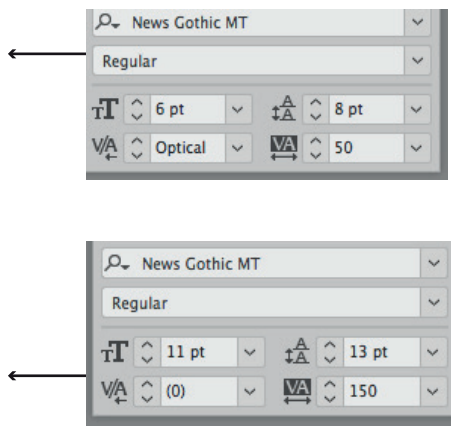 News Gothic MT
Regular
6 pt 8 pt
Optical 50
News Gothic MT
Regular
11 pt 13 pt
(0) 150